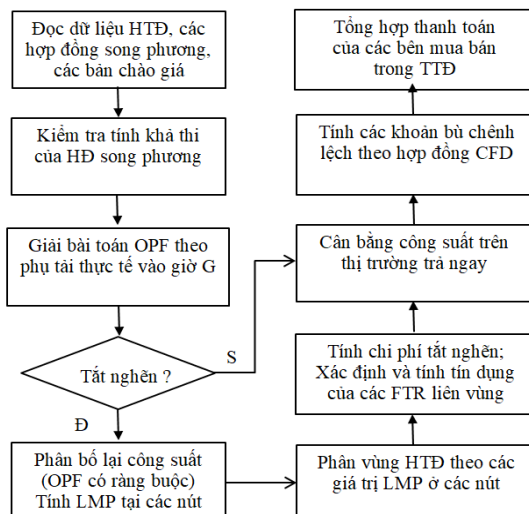 Đọc dữ liệu HTĐ, các
hợp đồng song phương,
các bản chào giá
Kiểm tra tính khả thi
của HĐ song phương
Giải bài toán OPF theo
phụ tải thực tế vào giờ G
Tắt nghẽn ?
S
Đ
Phân bố lại công suất
(OPF có ràng buộc)
Tính LMP tại các nút
Phân vùng HTĐ theo các
giá trị LMP ở các nút
Tính chi phí tắt nghẽn;
Xác định và tính tín dụng
của các FTR liên vùng
Cân bằng công suất trên
thị trường trả ngay
Tính các khoản bù chênh
lệch theo hợp đồng CFD
Tổng hợp thanh toán
của các bên mua bán
trong TTĐ